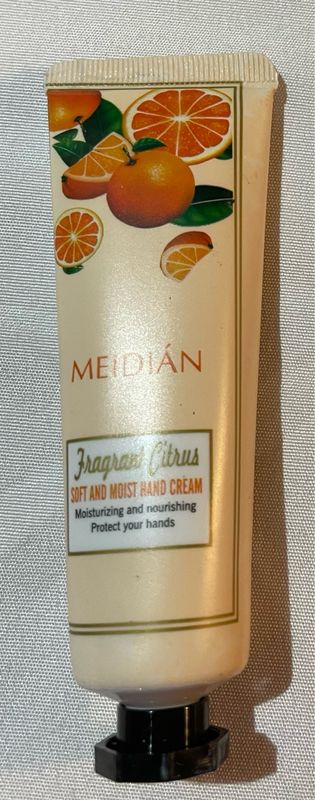 MEIDIÁN
Fragrant Citrus
SOFT AND MOIST HAND CREAM
Moisturizing and nourishing
Protect your hands